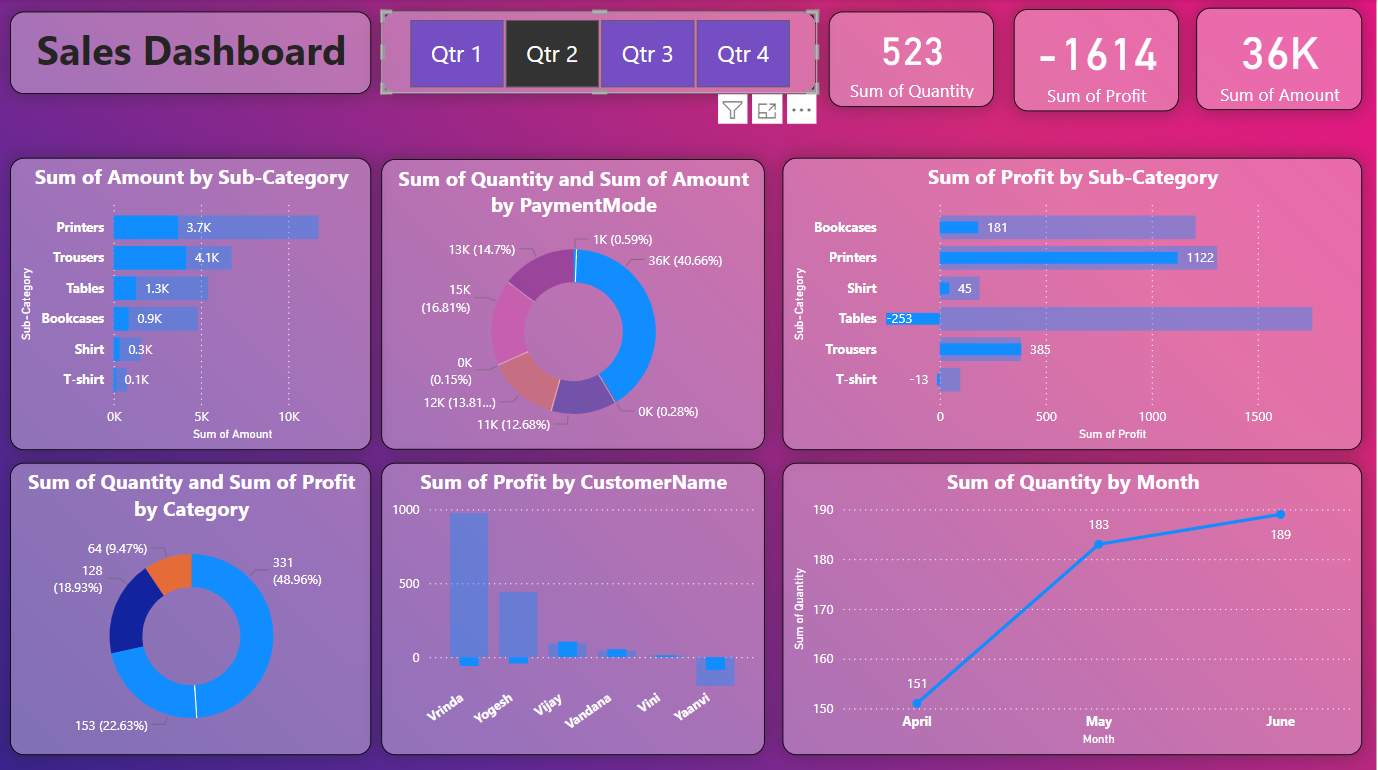 Sales Dashboard
Qtr 1
Qtr 2
Qtr 3
Qtr 4
523
Sum of Quantity
-1614
Sum of Profit
36K
Sum of Amount
Sum of Amount by Sub-Category
Sub-Category
Printers
3.7K
Trousers
4.1K
Tables
1.3K
Bookcases
0.9K
Shirt
0.3K
T-shirt
0.1K
0K
5K
10K
Sum of Amount
Sum of Quantity and Sum of Amount
by PaymentMode
1K (0.59%)
13K (14.7%)
36K (40.66%)
15K
(16.81%)
0K
(0.15%)
12K (13.81...)
0K (0.28%)
11K (12.68%)
Sum of Profit by Sub-Category
Sub-Category
Bookcases
181
Printers
1122
Shirt
45
Tables
-253
Trousers
385
T-shirt
-13
0
500
1000
1500
Sum of Profit
Sum of Quantity and Sum of Profit
by Category
64 (9.47%)
331
(48.96%)
128
(18.93%)
153 (22.63%)
Sum of Profit by CustomerName
1000
500
0
Vrinda
Yogesh
Vijay
Vandana
Vini
Yaanvi
Sum of Quantity by Month
Sum of Quantity
190
180
170
160
150
151
183
189
April
May
June
Month